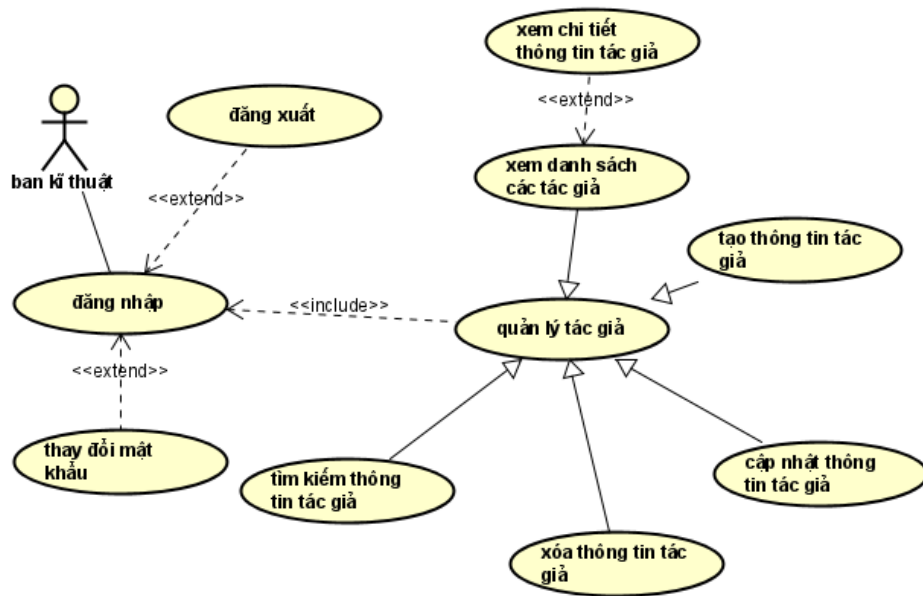 xem chi tiết
thông tin tác giả
<<extend>>
đăng xuất
ban kĩ thuật
xem danh sách
các tác giả
<<extend>>
tạo thông tin tác
giả
đăng nhập
<<include>>
quản lý tác giả
<<extend>>
thay đổi mật
khẩu
tìm kiếm thông
tin tác giả
cập nhật thông
tin tác giả
xóa thông tin tác
giả